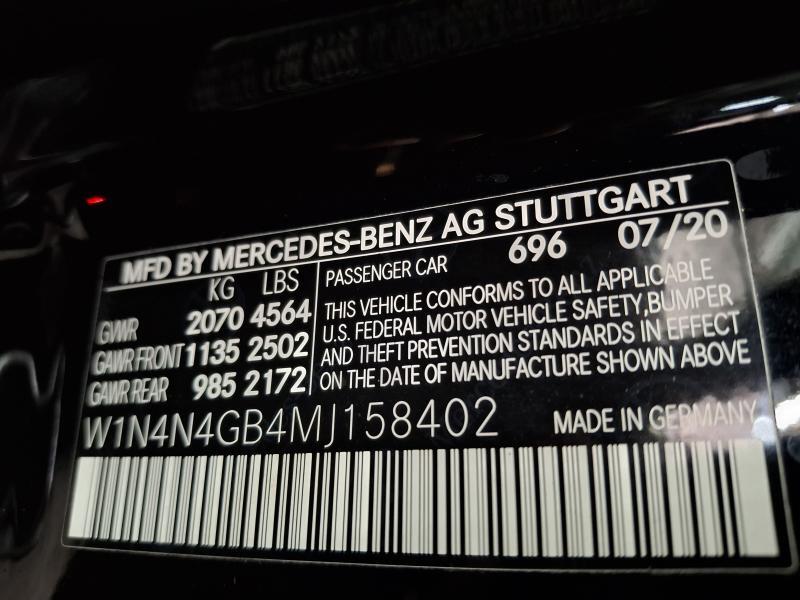 MFD BY MERCEDES-BENZ AG STUTTGART
KG LBS
GVWR 2070 4564
GAWR FRONT 1135 2502
GAWR REAR 985 2172
PASSENGER CAR 696 07/20
THIS VEHICLE CONFORMS TO ALL APPLICABLE
U.S. FEDERAL MOTOR VEHICLE SAFETY, BUMPER
AND THEFT PREVENTION STANDARDS IN EFFECT
ON THE DATE OF MANUFACTURE SHOWN ABOVE
W1N4N4GB4MJ158402
MADE IN GERMANY